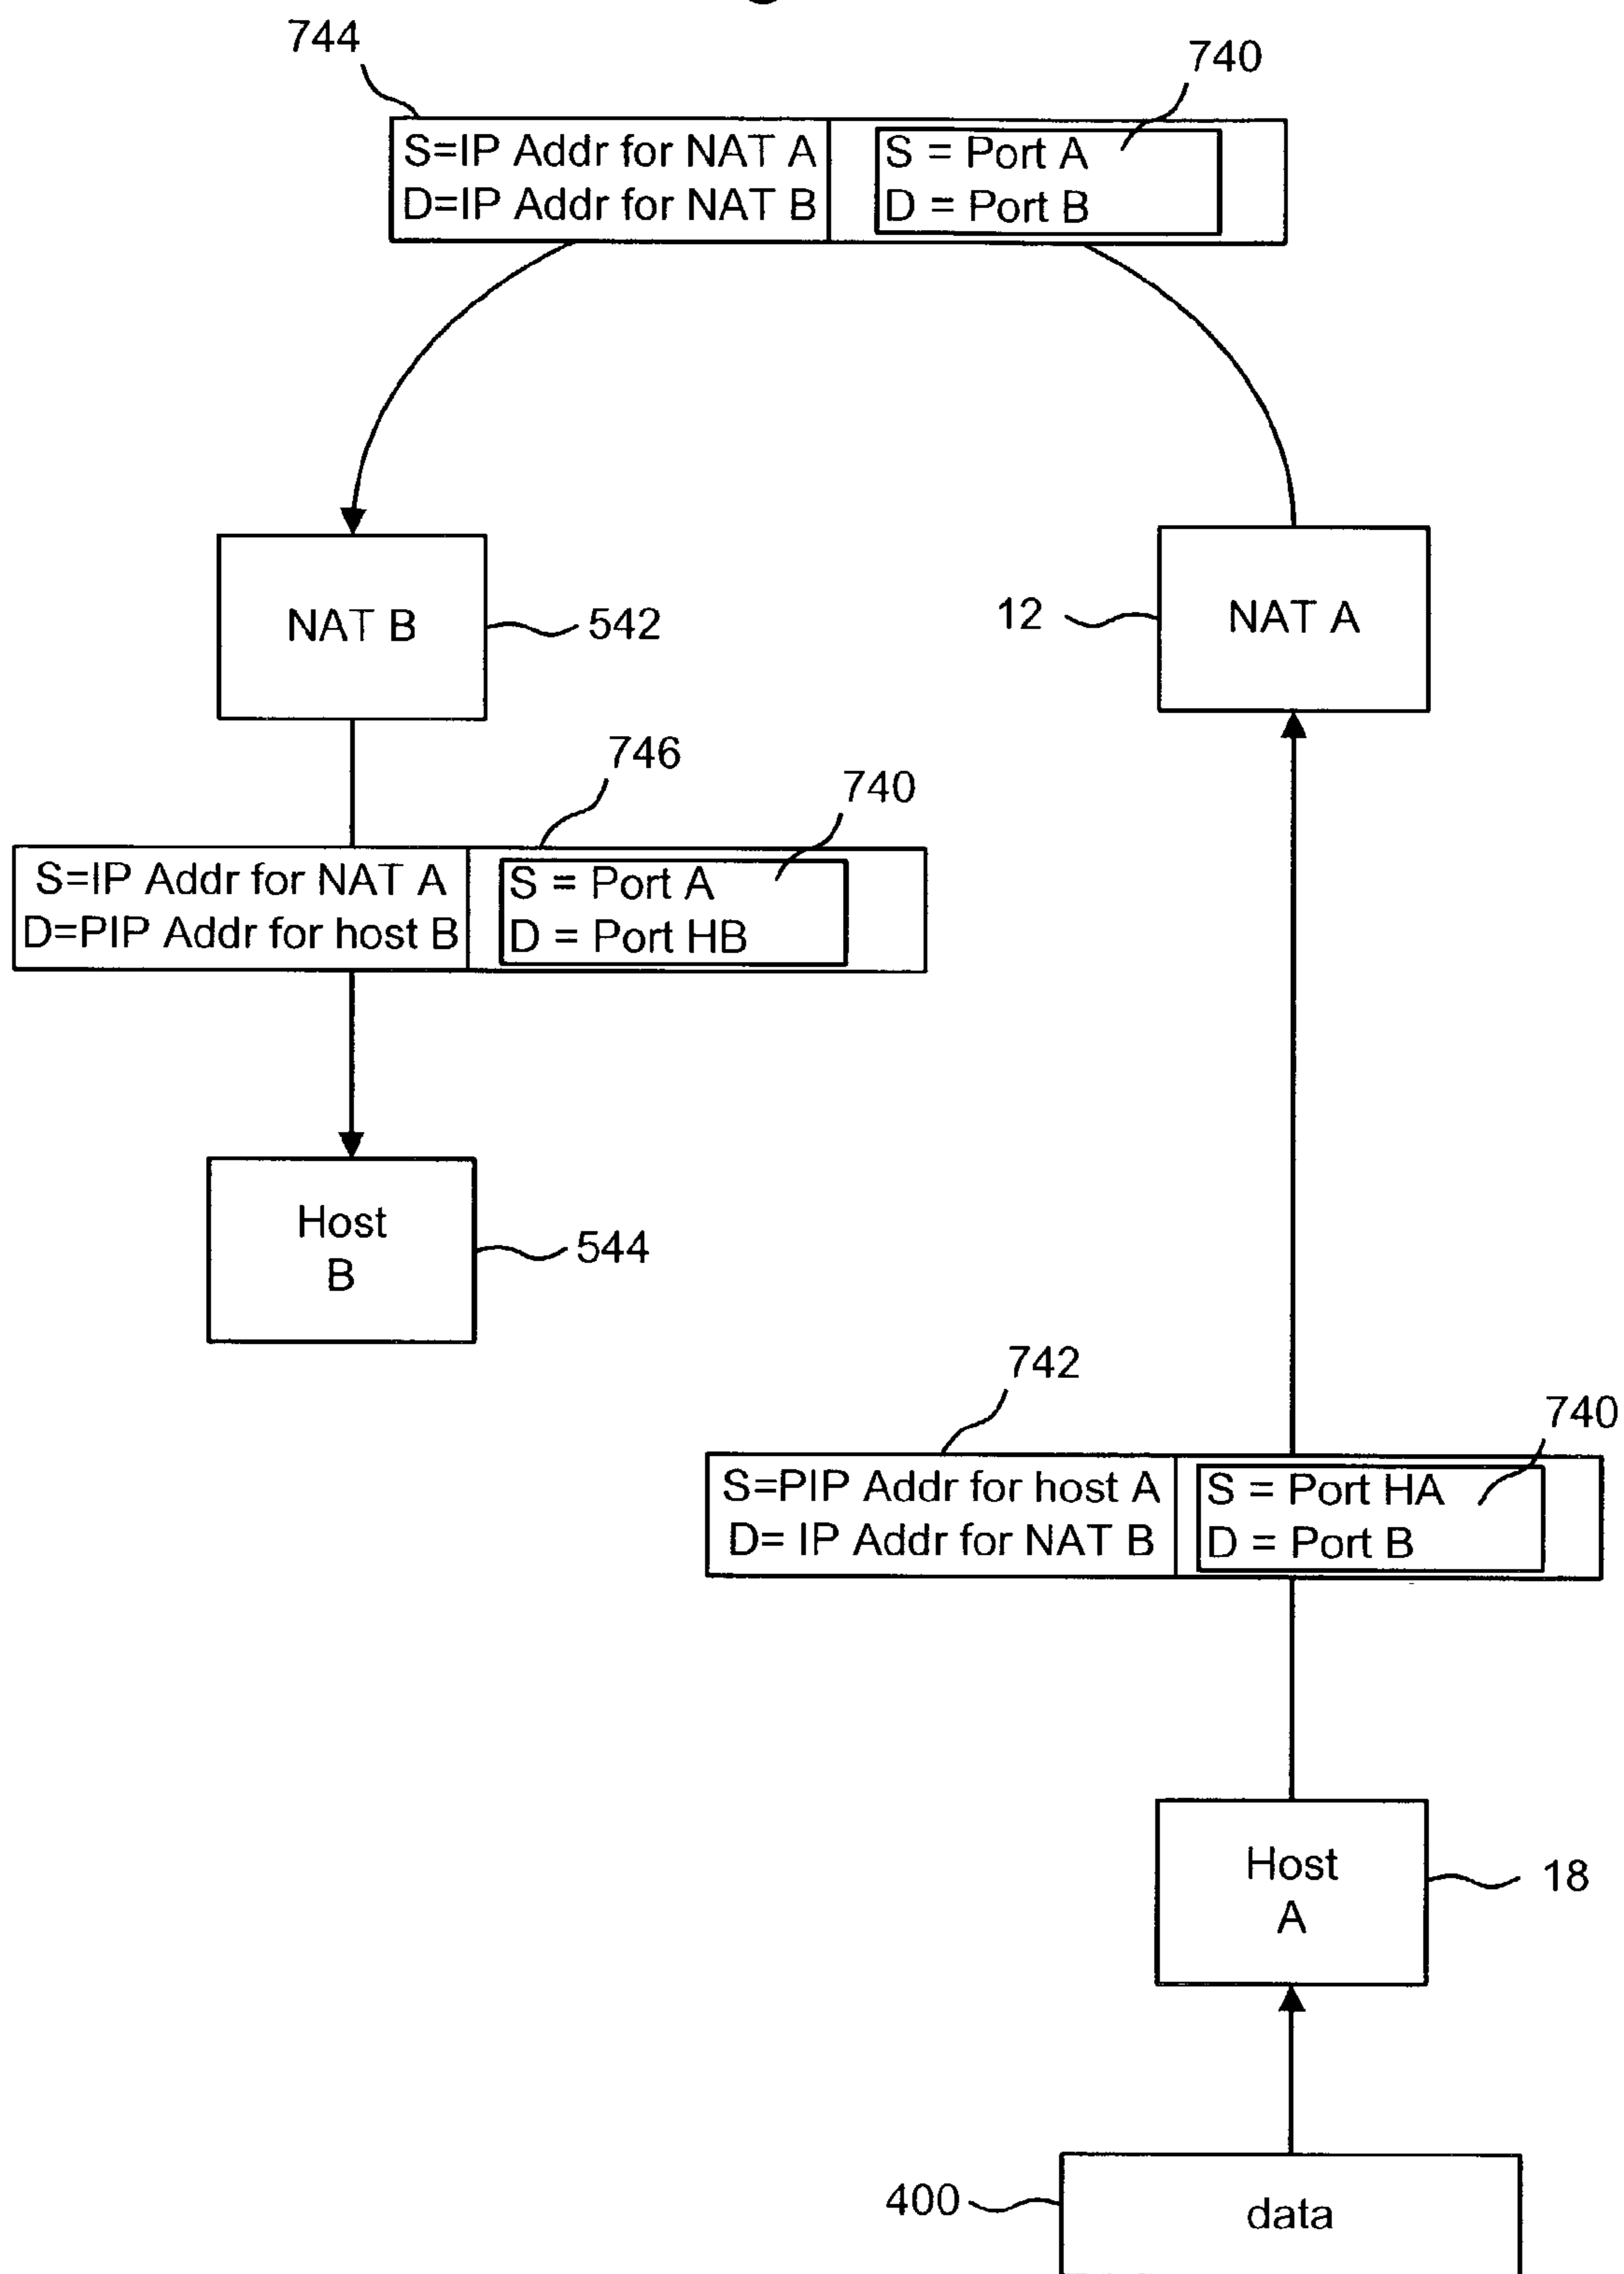 744
740
S=IP Addr for NAT A
D=IP Addr for NAT B
S = Port A
D = Port B
NAT B
542
12
NAT A
746
740
S=IP Addr for NAT A
D=PIP Addr for host B
S = Port A
D = Port HB
Host
B
544
742
740
S=PIP Addr for host A
D= IP Addr for NAT B
S = Port HA
D = Port B
Host
A
18
400
data